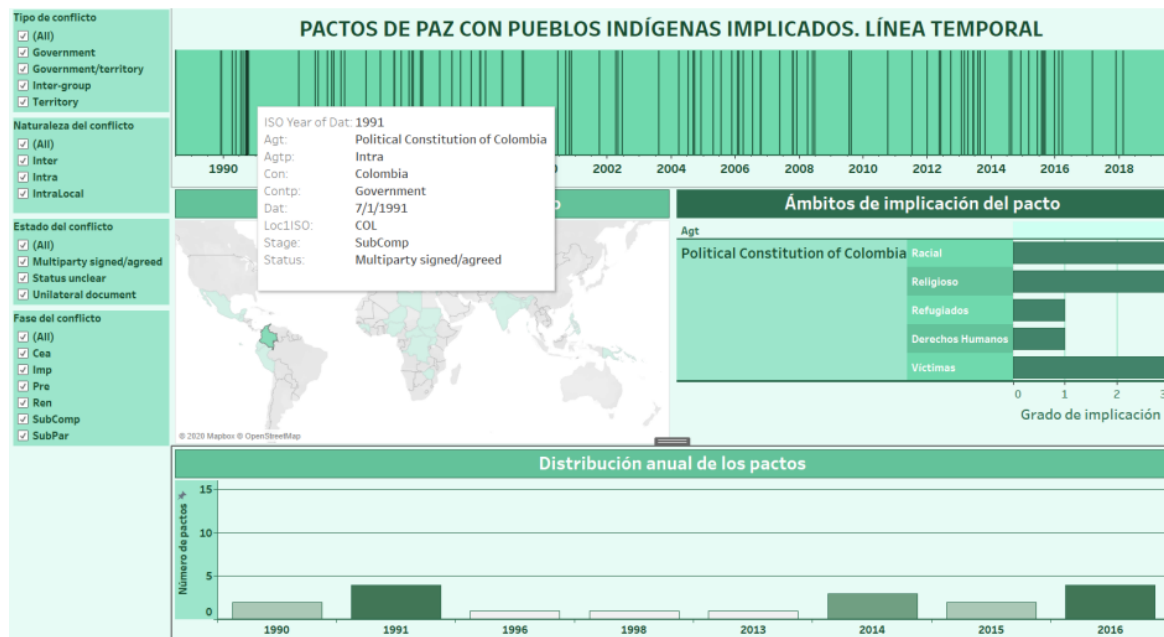 Tipo de conflicto
(All)
Government
Government/territory
Inter-group
Territory
Naturaleza del conflicto
(All)
Inter
Intra
IntraLocal
Estado del conflicto
(All)
Multiparty signed/agreed
Status unclear
Unilateral document
Fase del conflicto
(All)
Cea
Imp
Pre
Ren
SubComp
SubPar
PACTOS DE PAZ CON PUEBLOS INDÍGENAS IMPLICADOS. LÍNEA TEMPORAL
1990
2002 2004 2006 2008 2010 2012 2014 2016 2018
ISO Year of Dat: 1991
Agt: Political Constitution of Colombia
Agtp: Intra
Con: Colombia
Contp: Government
Dat: 7/1/1991
Loc1ISO: COL
Stage: SubComp
Status: Multiparty signed/agreed
© 2020 Mapbox © OpenStreetMap
Ámbitos de implicación del pacto
Agt
Political Constitution of Colombia
Racial
Religioso
Refugiados
Derechos Humanos
Víctimas
0 1 2 3
Grado de implicación
Distribución anual de los pactos
Número de pactos
15
10
5
0
1990 1991 1996 1998 2013 2014 2015 2016